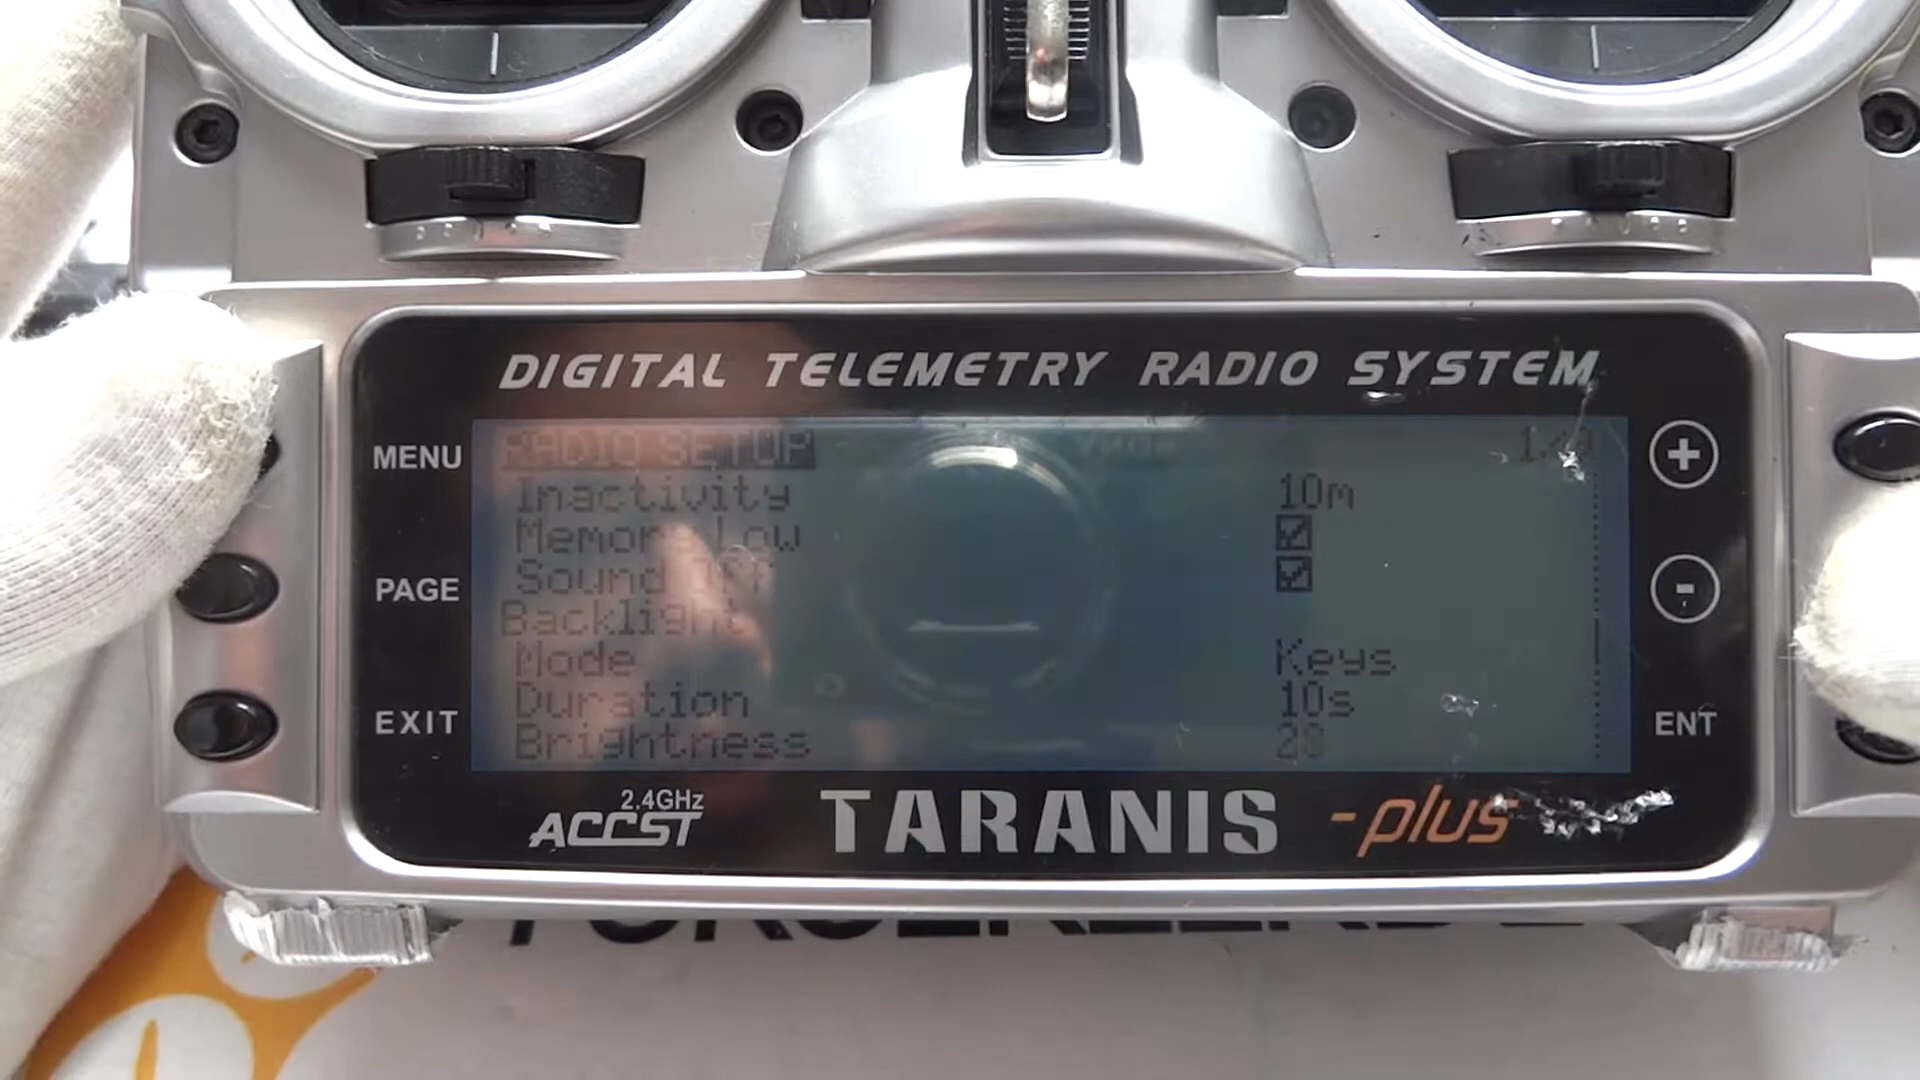 DIGITAL TELEMETRY RADIO SYSTEM
MENU
PAGE
EXIT
RADIO SETUP
Inactivity 10m
Memory Low
Sound Off
Backlight
Mode Keys
Duration 10s
Brightness
+
-
ENT
2.4GHz
ACCST
TARANIS -plus